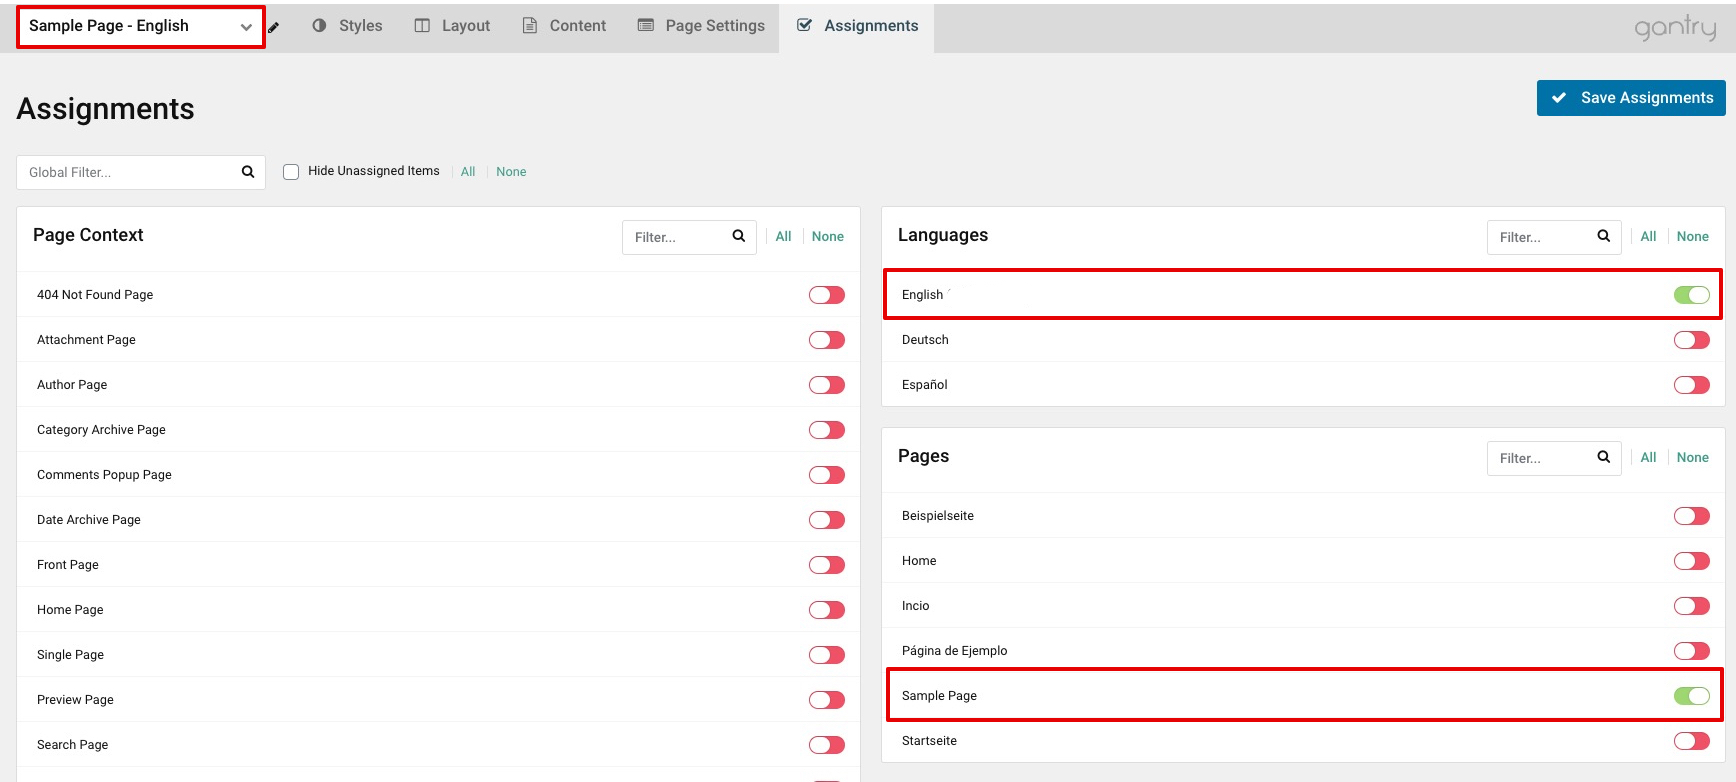 Sample Page - English
Styles
Layout
Content
Page Settings
Assignments
gantry
Assignments
Save Assignments
Global Filter...
Hide Unassigned Items
All
None
Page Context
Filter...
All
None
404 Not Found Page
Attachment Page
Author Page
Category Archive Page
Comments Popup Page
Date Archive Page
Front Page
Home Page
Single Page
Preview Page
Search Page
Languages
Filter...
All
None
English
Deutsch
Español
Pages
Filter...
All
None
Beispielseite
Home
Incio
Página de Ejemplo
Sample Page
Startseite